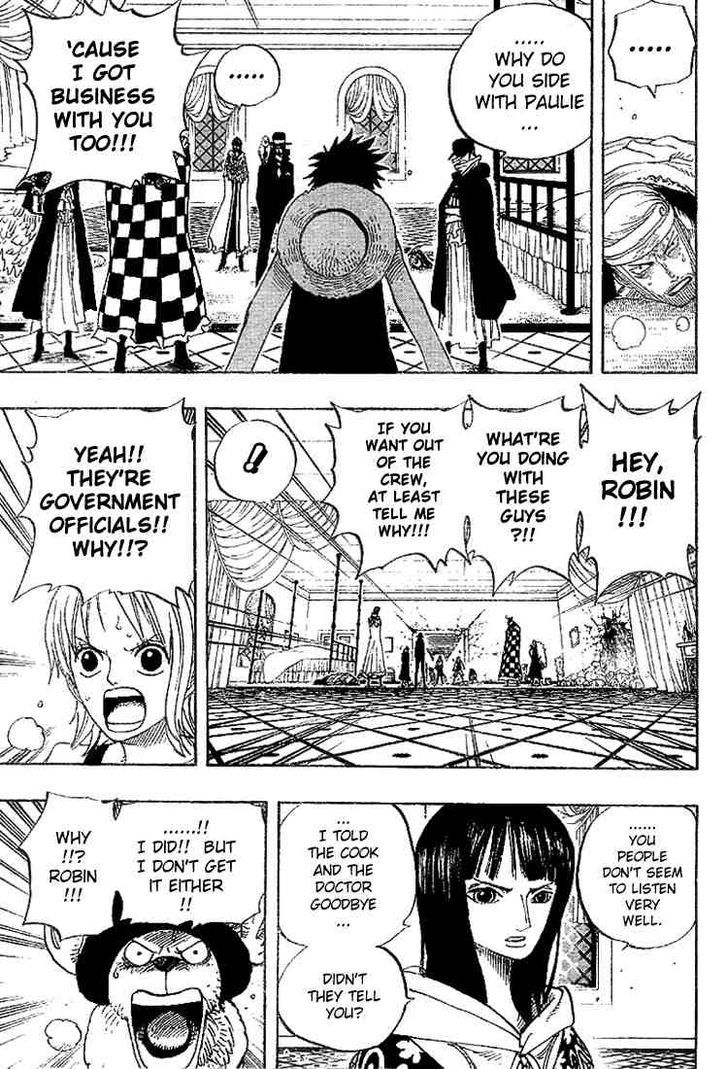 .....
.....
WHY DO
YOU SIDE
WITH PAULIE
...
.....
'CAUSE
I GOT
BUSINESS
WITH YOU
TOO!!!
HEY,
ROBIN
!!!
WHAT'RE
YOU DOING
WITH
THESE
GUYS
?!!
IF YOU
WANT OUT
OF THE
CREW,
AT LEAST
TELL ME
WHY!!!
!
YEAH!!
THEY'RE
GOVERNMENT
OFFICIALS!!
WHY!!?
......
YOU
PEOPLE
DON'T SEEM
TO LISTEN
VERY
WELL.
...
I TOLD
THE COOK
AND THE
DOCTOR
GOODBYE
...
DIDN'T
THEY TELL
YOU?
......!!
I DID!! BUT
I DON'T GET
IT EITHER
!!
WHY
!!?
ROBIN
!!!